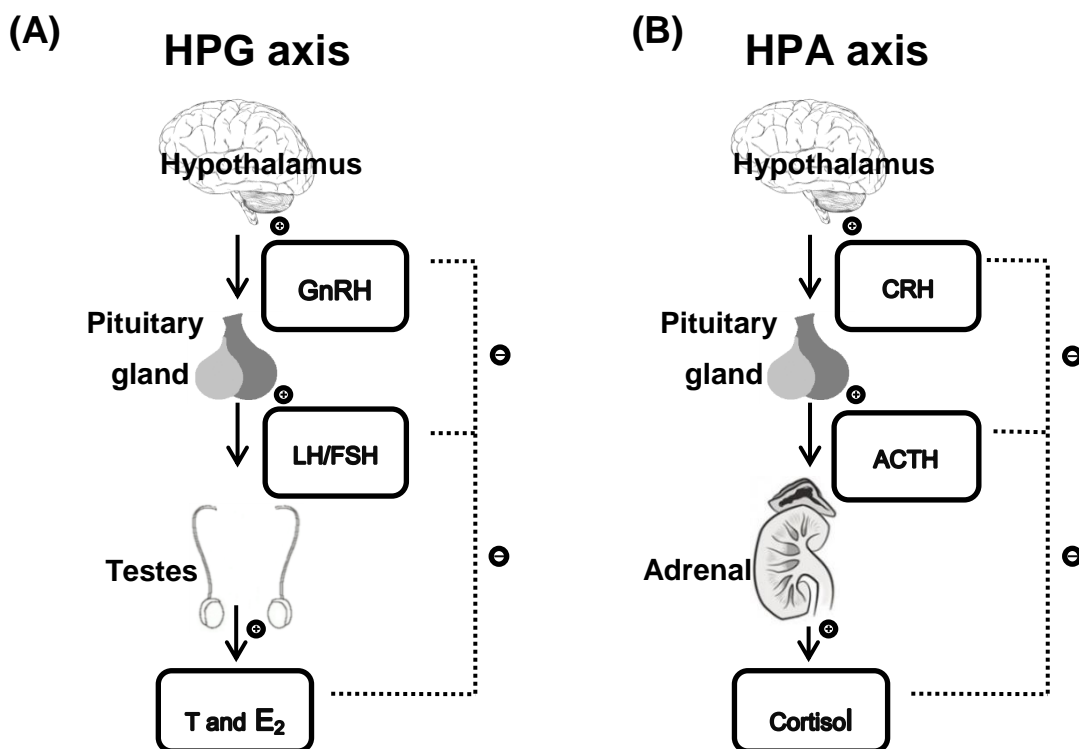 (A)
HPG axis
Hypothalamus
GnRH
Pituitary
gland
LH/FSH
Testes
T and E₂
(B)
HPA axis
Hypothalamus
CRH
Pituitary
gland
ACTH
Adrenal
Cortisol